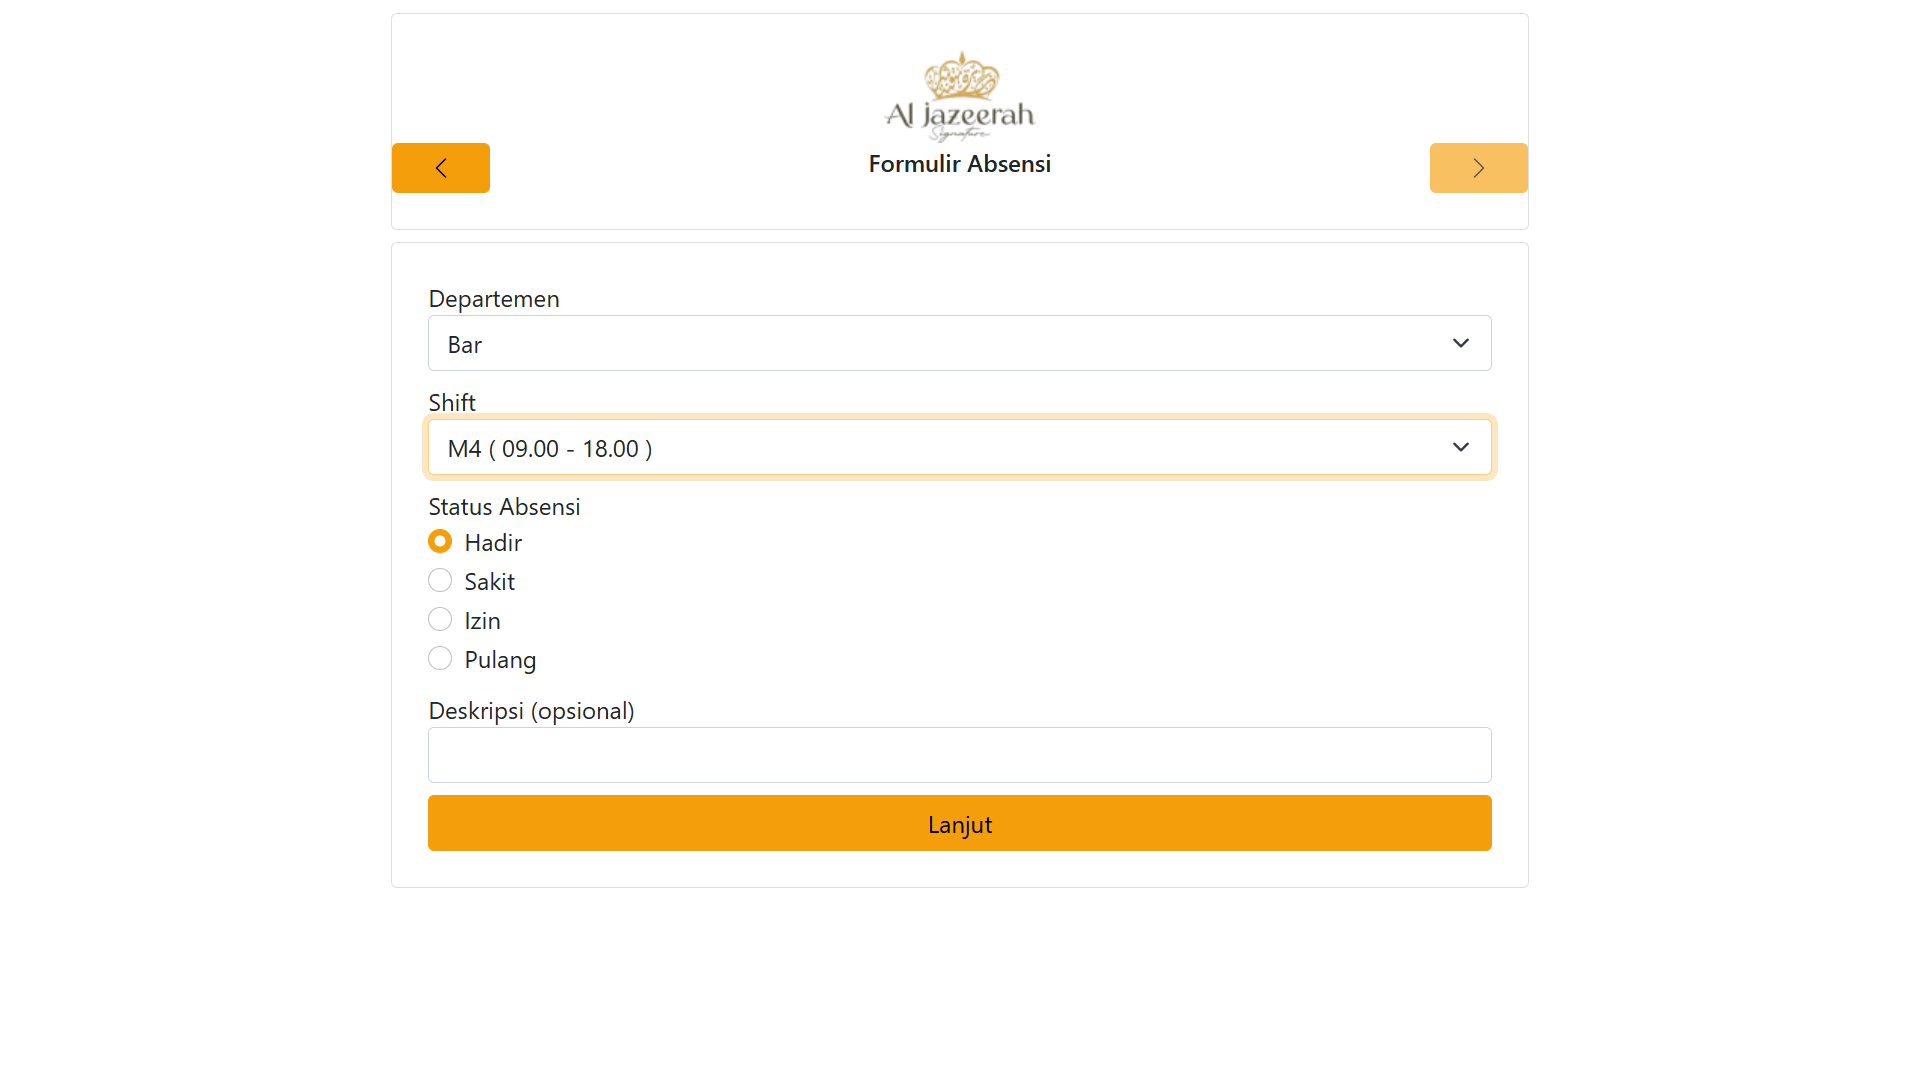 Al jazeerah
Signature
Formulir Absensi
Departemen
Bar
Shift
M4 ( 09.00 - 18.00 )
Status Absensi
Hadir
Sakit
Izin
Pulang
Deskripsi (opsional)
Lanjut